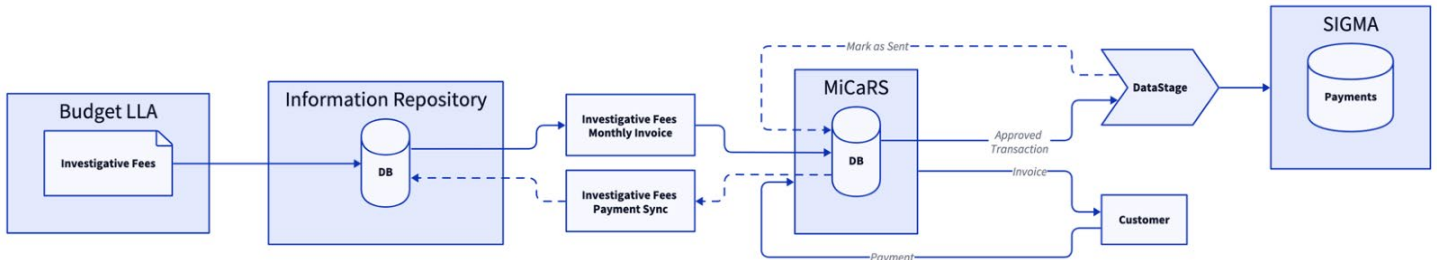 Budget LLA
Investigative Fees
Information Repository
DB
Investigative Fees
Monthly Invoice
Investigative Fees
Payment Sync
Mark as Sent
MiCaRS
DB
Approved
Transaction
Invoice
Payment
DataStage
Customer
SIGMA
Payments